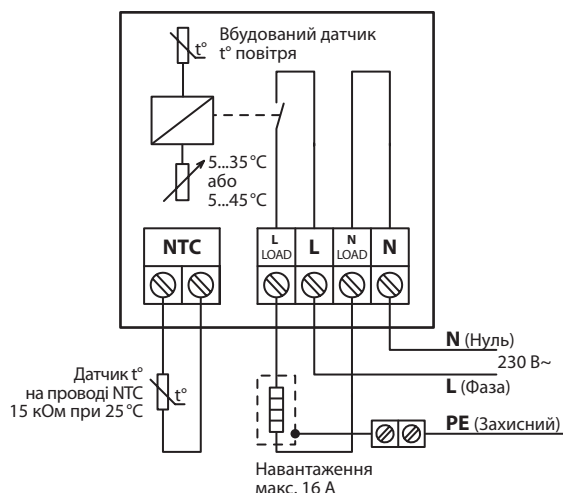 Вбудований датчик
t° повітря
t°
5...35 °C
або
5...45 °C
NTC
L
LOAD
L
N
LOAD
N
N (Нуль)
230 В~
L (Фаза)
Датчик t°
на проводі NTC
15 кОм при 25 °C
t°
PE (Захисний)
Навантаження
макс. 16 А